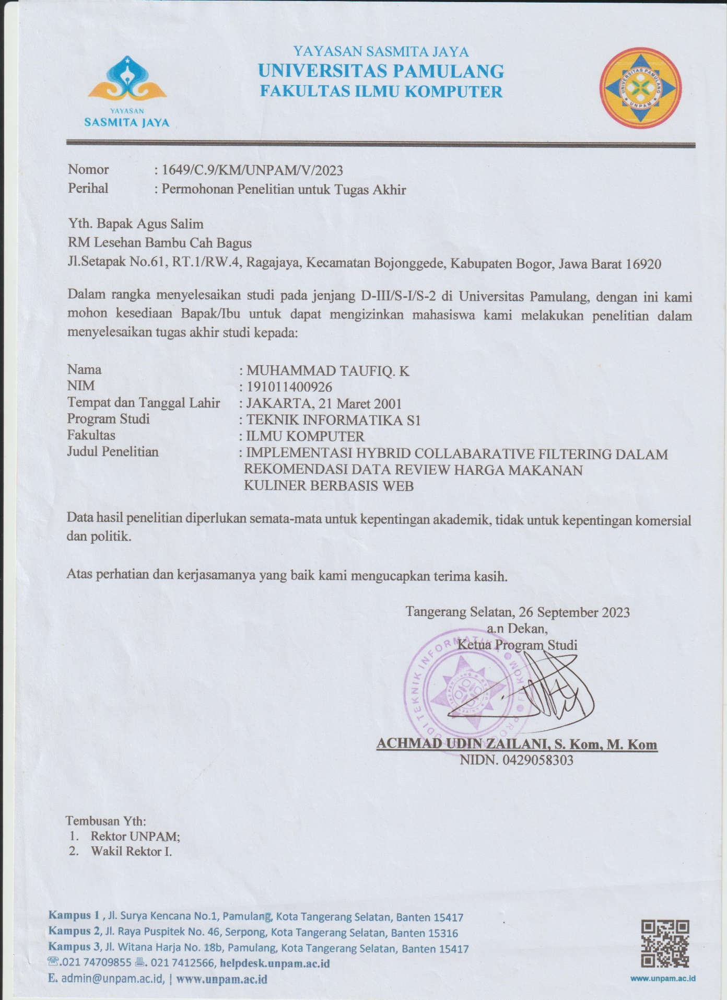 YAYASAN SASMITA JAYA
UNIVERSITAS PAMULANG
FAKULTAS ILMU KOMPUTER
YAYASAN
SASMITA JAYA
UNIVERSITAS PAMULANG
UNPAM
Nomor : 1649/C.9/KM/UNPAM/V/2023
Perihal : Permohonan Penelitian untuk Tugas Akhir
Yth. Bapak Agus Salim
RM Lesehan Bambu Cah Bagus
Jl.Setapak No.61, RT.1/RW.4, Ragajaya, Kecamatan Bojonggede, Kabupaten Bogor, Jawa Barat 16920
Dalam rangka menyelesaikan studi pada jenjang D-III/S-I/S-2 di Universitas Pamulang, dengan ini kami
mohon kesediaan Bapak/Ibu untuk dapat mengizinkan mahasiswa kami melakukan penelitian dalam
menyelesaikan tugas akhir studi kepada:
Nama : MUHAMMAD TAUFIQ. K
NIM : 191011400926
Tempat dan Tanggal Lahir : JAKARTA, 21 Maret 2001
Program Studi : TEKNIK INFORMATIKA S1
Fakultas : ILMU KOMPUTER
Judul Penelitian : IMPLEMENTASI HYBRID COLLABARATIVE FILTERING DALAM
REKOMENDASI DATA REVIEW HARGA MAKANAN
KULINER BERBASIS WEB
Data hasil penelitian diperlukan semata-mata untuk kepentingan akademik, tidak untuk kepentingan komersial
dan politik.
Atas perhatian dan kerjasamanya yang baik kami mengucapkan terima kasih.
Tangerang Selatan, 26 September 2023
a.n Dekan,
Ketua Program Studi
STUDI TEKNIK INFORMATIKA
ACHMAD UDIN ZAILANI, S. Kom, M. Kom
NIDN. 0429058303
Tembusan Yth:
1. Rektor UNPAM;
2. Wakil Rektor I.
Kampus 1 , Jl. Surya Kencana No.1, Pamulang, Kota Tangerang Selatan, Banten 15417
Kampus 2, Jl. Raya Puspitek No. 46, Serpong, Kota Tangerang Selatan, Banten 15316
Kampus 3, Jl. Witana Harja No. 18b, Pamulang, Kota Tangerang Selatan, Banten 15417
☏.021 74709855 🖷. 021 7412566, helpdesk.unpam.ac.id
E. admin@unpam.ac.id, | www.unpam.ac.id
www.unpam.ac.id